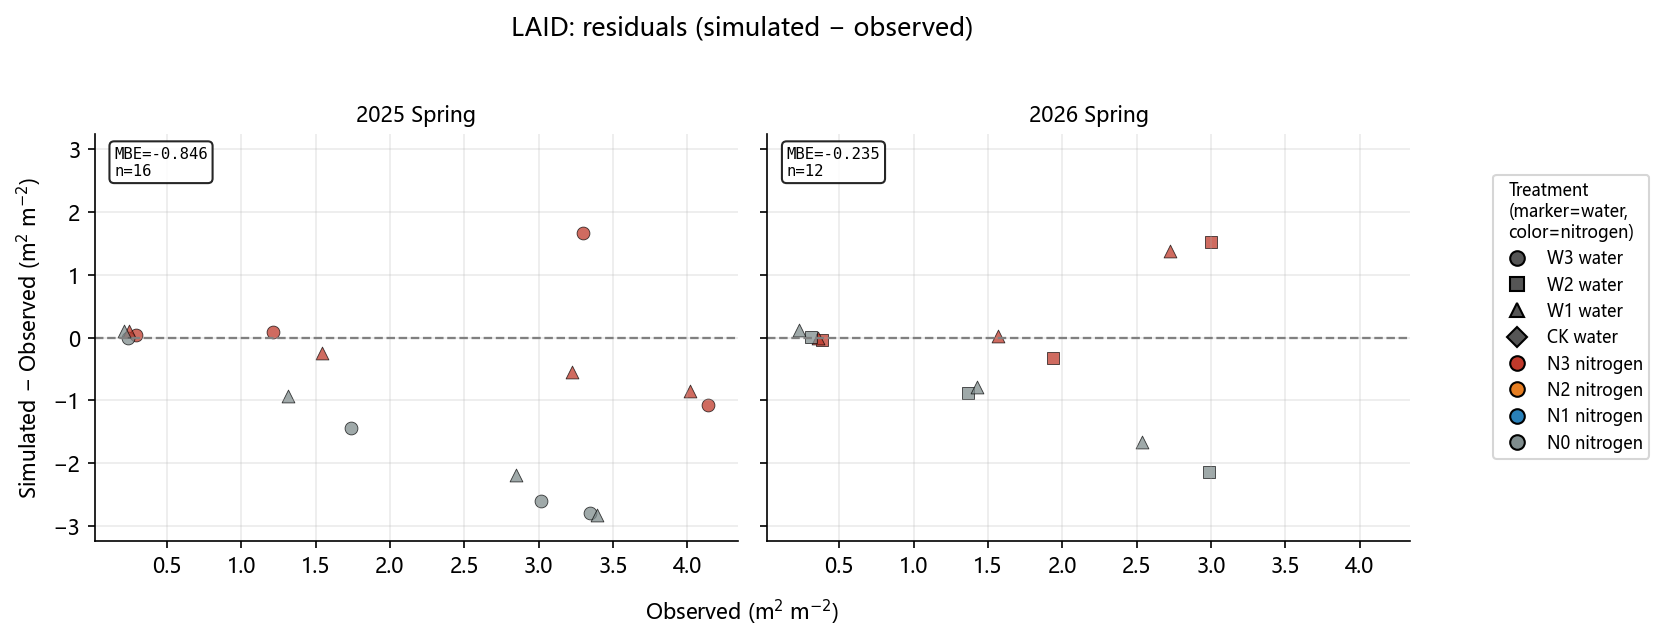 LAID: residuals (simulated − observed)
2025 Spring
2026 Spring
MBE=-0.846
n=16
MBE=-0.235
n=12
Simulated − Observed (m² m⁻²)
3
2
1
0
−1
−2
−3
0.5 1.0 1.5 2.0 2.5 3.0 3.5 4.0
0.5 1.0 1.5 2.0 2.5 3.0 3.5 4.0
Observed (m² m⁻²)
Treatment
(marker=water,
color=nitrogen)
W3 water
W2 water
W1 water
CK water
N3 nitrogen
N2 nitrogen
N1 nitrogen
N0 nitrogen